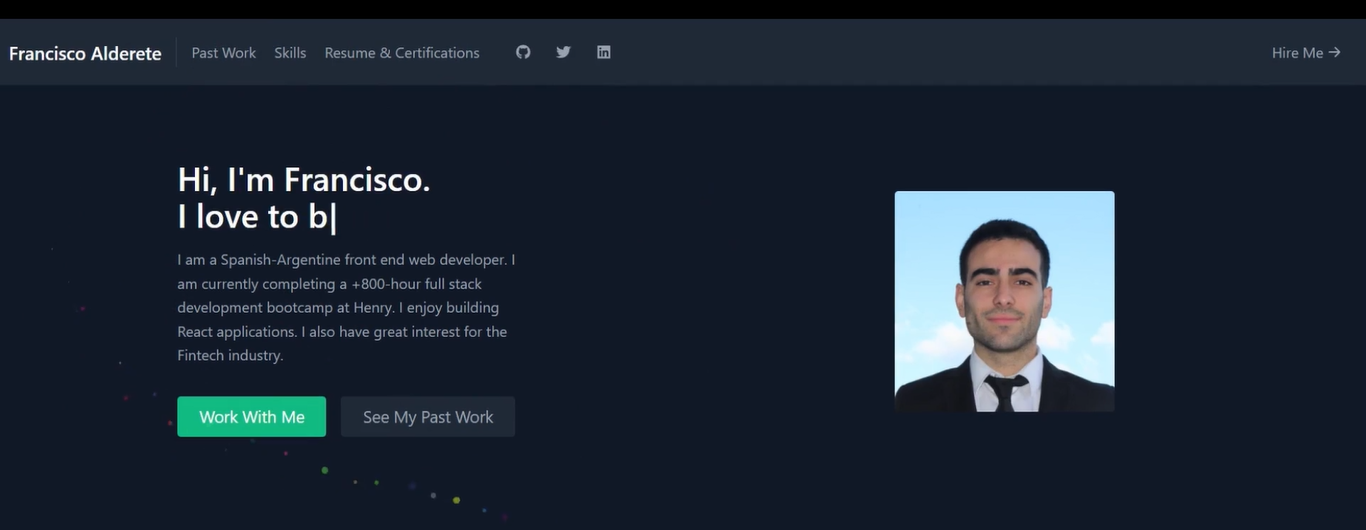 Francisco Alderete
Past Work
Skills
Resume & Certifications
Hire Me →
Hi, I'm Francisco.
I love to b|
I am a Spanish-Argentine front end web developer. I
am currently completing a +800-hour full stack
development bootcamp at Henry. I enjoy building
React applications. I also have great interest for the
Fintech industry.
Work With Me
See My Past Work